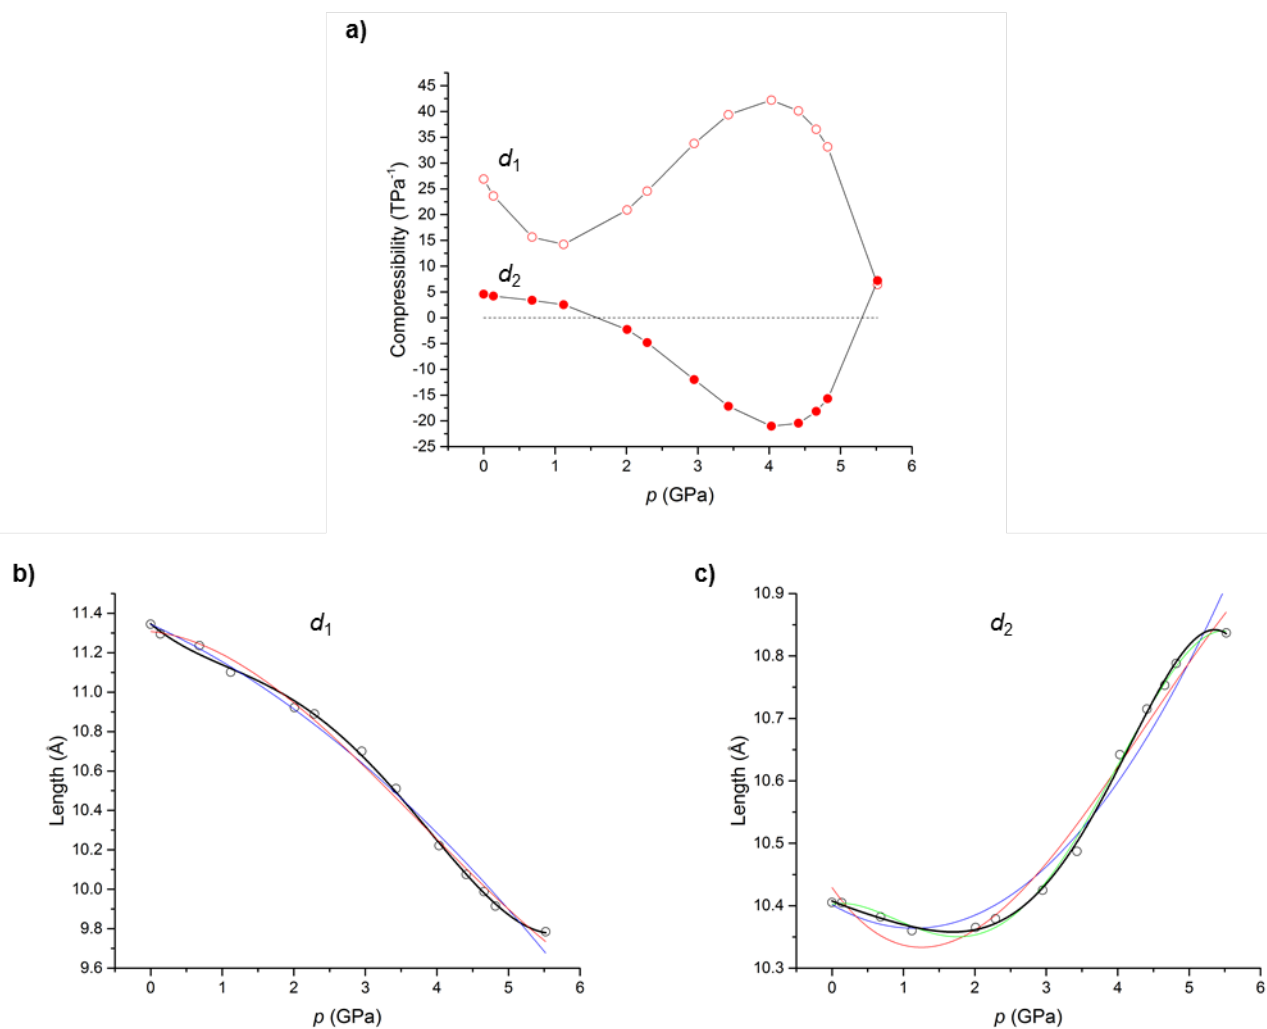 a)
45
40
35
30
25
20
15
10
5
0
-5
-10
-15
-20
-25
Compressibility (TPa-1)
d1
d2
0 1 2 3 4 5 6
p (GPa)
b)
d1
11.4
11.2
11.0
10.8
10.6
10.4
10.2
10.0
9.8
9.6
Length (Å)
0 1 2 3 4 5 6
p (GPa)
c)
d2
10.9
10.8
10.7
10.6
10.5
10.4
10.3
Length (Å)
0 1 2 3 4 5 6
p (GPa)